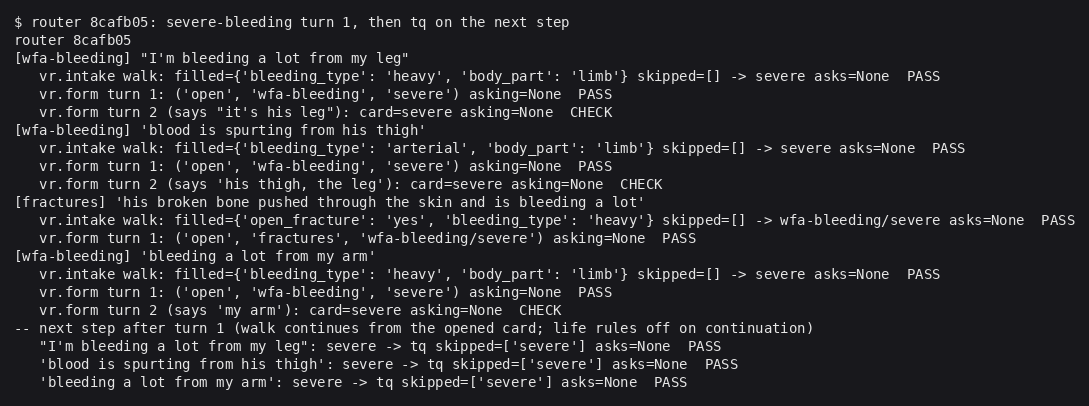 $ router 8cafb05: severe-bleeding turn 1, then tq on the next step
router 8cafb05
[wfa-bleeding] "I'm bleeding a lot from my leg"
   vr.intake walk: filled={'bleeding_type': 'heavy', 'body_part': 'limb'} skipped=[] -> severe asks=None  PASS
   vr.form turn 1: ('open', 'wfa-bleeding', 'severe') asking=None  PASS
   vr.form turn 2 (says "it's his leg"): card=severe asking=None  CHECK
[wfa-bleeding] 'blood is spurting from his thigh'
   vr.intake walk: filled={'bleeding_type': 'arterial', 'body_part': 'limb'} skipped=[] -> severe asks=None  PASS
   vr.form turn 1: ('open', 'wfa-bleeding', 'severe') asking=None  PASS
   vr.form turn 2 (says 'his thigh, the leg'): card=severe asking=None  CHECK
[fractures] 'his broken bone pushed through the skin and is bleeding a lot'
   vr.intake walk: filled={'open_fracture': 'yes', 'bleeding_type': 'heavy'} skipped=[] -> wfa-bleeding/severe asks=None  PASS
   vr.form turn 1: ('open', 'fractures', 'wfa-bleeding/severe') asking=None  PASS
[wfa-bleeding] 'bleeding a lot from my arm'
   vr.intake walk: filled={'bleeding_type': 'heavy', 'body_part': 'limb'} skipped=[] -> severe asks=None  PASS
   vr.form turn 1: ('open', 'wfa-bleeding', 'severe') asking=None  PASS
   vr.form turn 2 (says 'my arm'): card=severe asking=None  CHECK
-- next step after turn 1 (walk continues from the opened card; life rules off on continuation)
   "I'm bleeding a lot from my leg": severe -> tq skipped=['severe'] asks=None  PASS
   'blood is spurting from his thigh': severe -> tq skipped=['severe'] asks=None  PASS
   'bleeding a lot from my arm': severe -> tq skipped=['severe'] asks=None  PASS